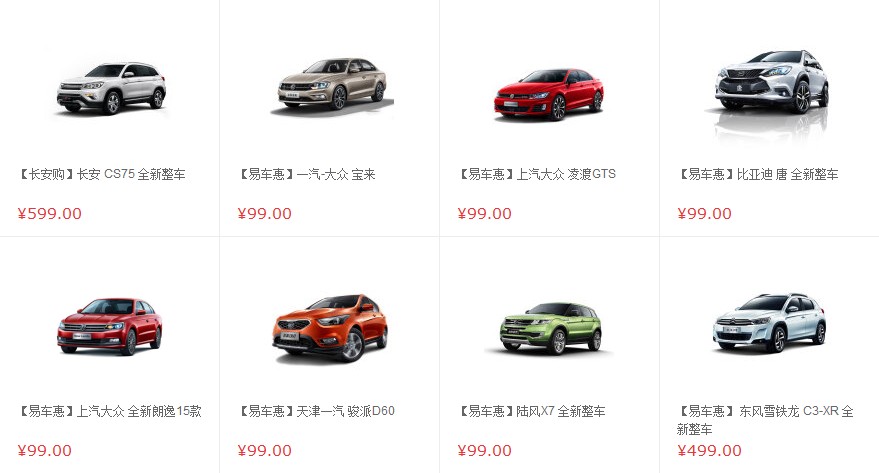 【长安购】长安 CS75 全新整车
¥599.00
【易车惠】一汽-大众 宝来
¥99.00
【易车惠】上汽大众 凌渡GTS
¥99.00
【易车惠】比亚迪 唐 全新整车
¥99.00
【易车惠】上汽大众 全新朗逸15款
¥99.00
【易车惠】天津一汽 骏派D60
¥99.00
【易车惠】陆风X7 全新整车
¥99.00
【易车惠】 东风雪铁龙 C3-XR 全
新整车
¥499.00